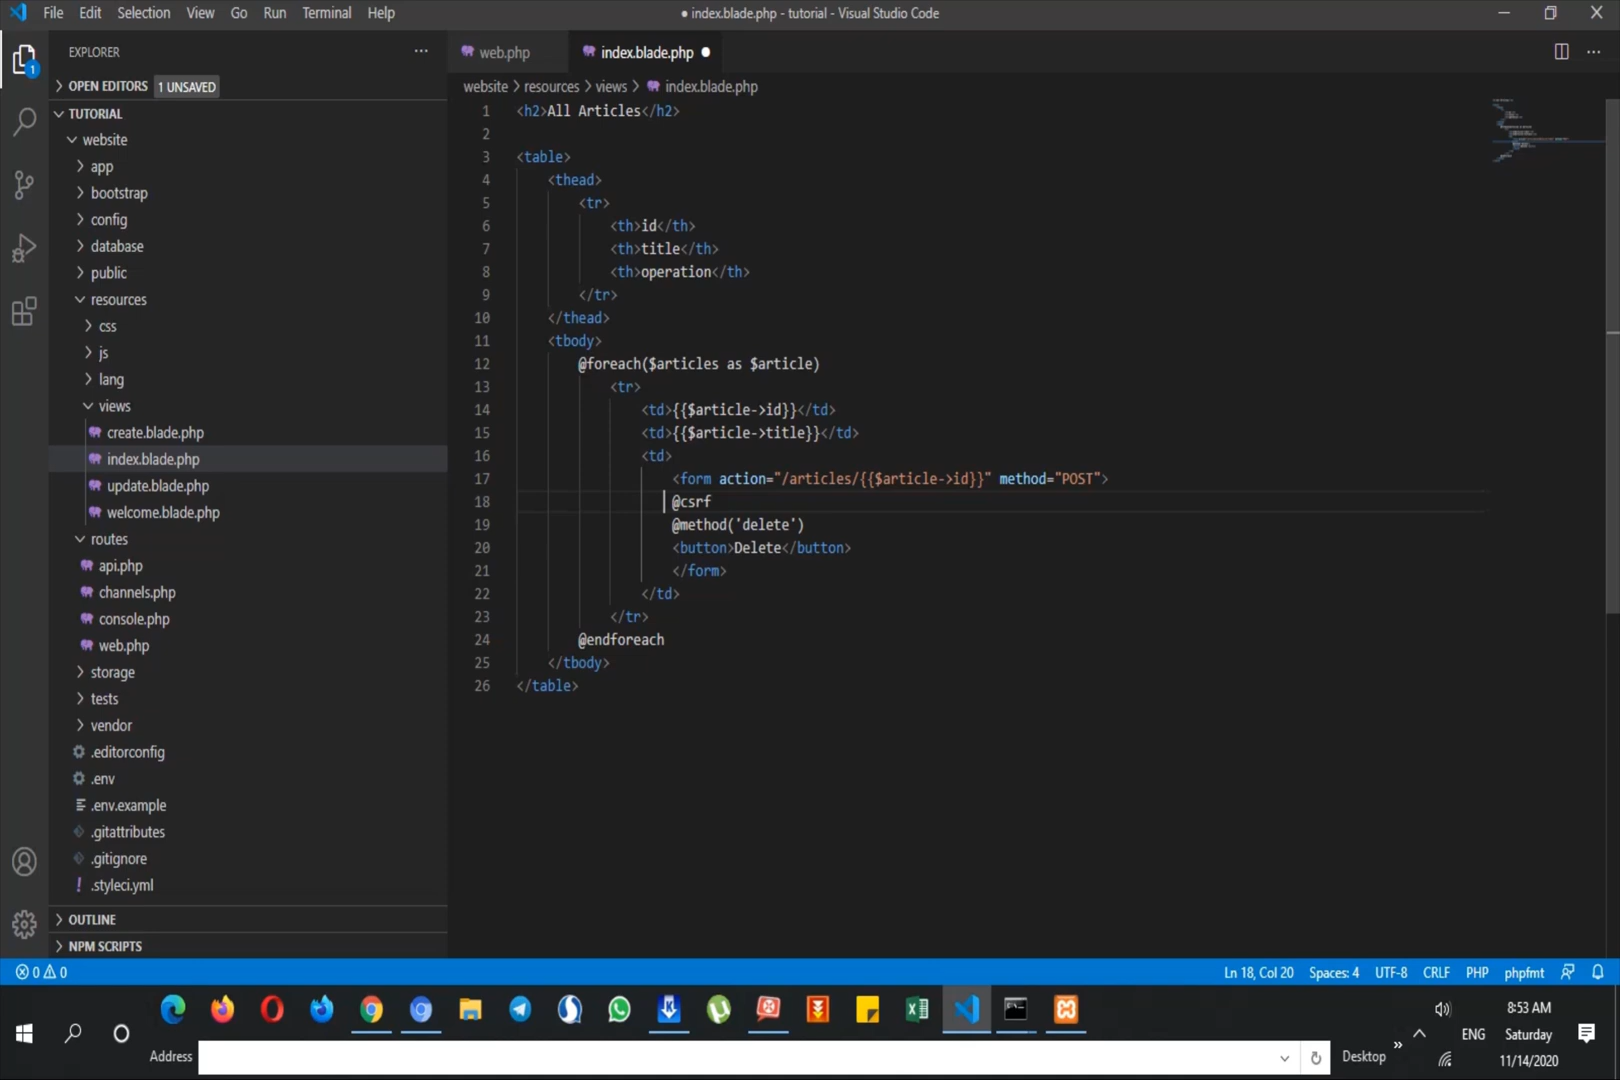 File Edit Selection View Go Run Terminal Help
● index.blade.php - tutorial - Visual Studio Code
EXPLORER
OPEN EDITORS 1 UNSAVED
TUTORIAL
website
app
bootstrap
config
database
public
resources
css
js
lang
views
create.blade.php
index.blade.php
update.blade.php
welcome.blade.php
routes
api.php
channels.php
console.php
web.php
storage
tests
vendor
.editorconfig
.env
.env.example
.gitattributes
.gitignore
.styleci.yml
OUTLINE
NPM SCRIPTS
1
web.php index.blade.php
website > resources > views > index.blade.php
1 <h2>All Articles</h2>
2
3 <table>
4 <thead>
5 <tr>
6 <th>id</th>
7 <th>title</th>
8 <th>operation</th>
9 </tr>
10 </thead>
11 <tbody>
12 @foreach($articles as $article)
13 <tr>
14 <td>{{$article->id}}</td>
15 <td>{{$article->title}}</td>
16 <td>
17 <form action="/articles/{{$article->id}}" method="POST">
18 @csrf
19 @method('delete')
20 <button>Delete</button>
21 </form>
22 </td>
23 </tr>
24 @endforeach
25 </tbody>
26 </table>
0 0
Ln 18, Col 20 Spaces: 4 UTF-8 CRLF PHP phpfmt
Address
Desktop »
ENG
8:53 AM
Saturday
11/14/2020